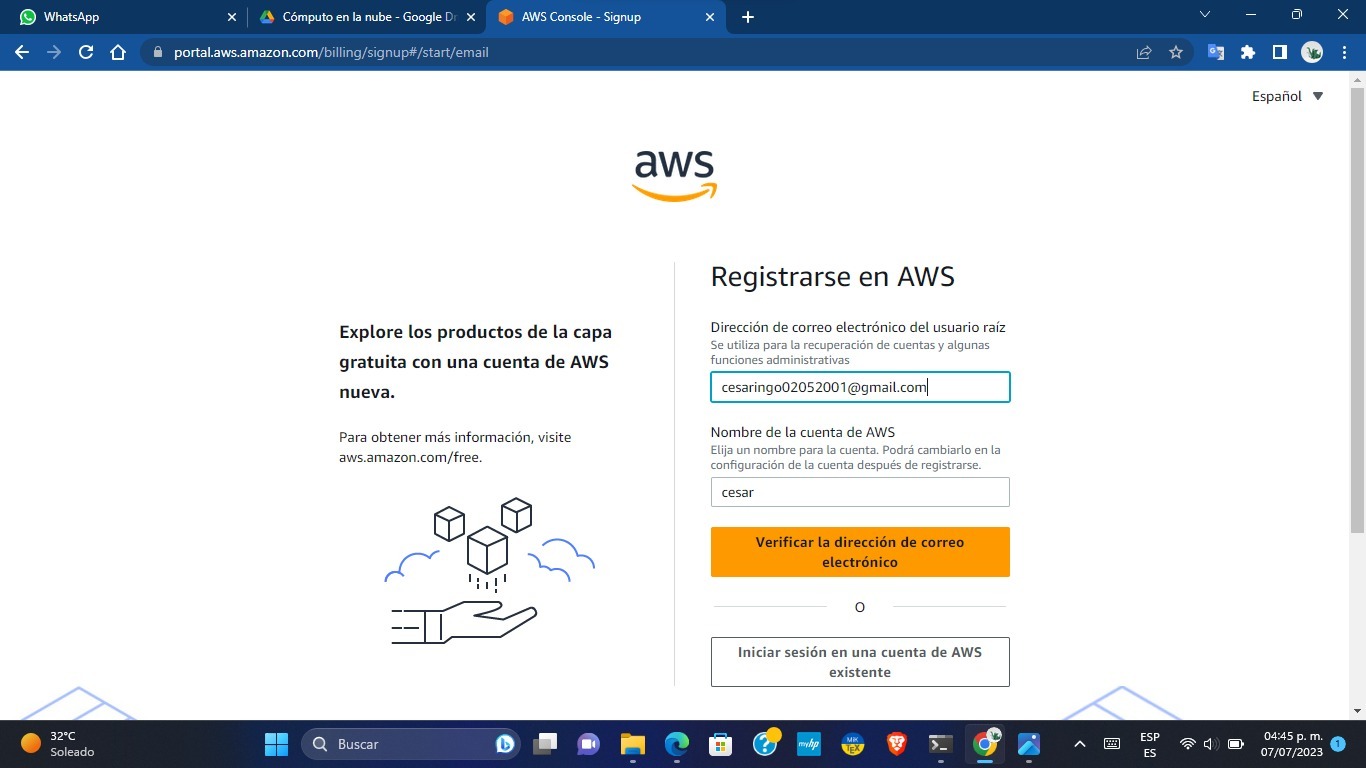 WhatsApp
Cómputo en la nube - Google Dr
AWS Console - Signup
portal.aws.amazon.com/billing/signup#/start/email
Español
aws
Explore los productos de la capa
gratuita con una cuenta de AWS
nueva.
Para obtener más información, visite
aws.amazon.com/free.
Registrarse en AWS
Dirección de correo electrónico del usuario raíz
Se utiliza para la recuperación de cuentas y algunas
funciones administrativas
cesaringo02052001@gmail.com
Nombre de la cuenta de AWS
Elija un nombre para la cuenta. Podrá cambiarlo en la
configuración de la cuenta después de registrarse.
cesar
Verificar la dirección de correo
electrónico
O
Iniciar sesión en una cuenta de AWS
existente
32°C
Soleado
Buscar
myhp
MiK
TEX
ESP
ES
04:45 p. m.
07/07/2023
1